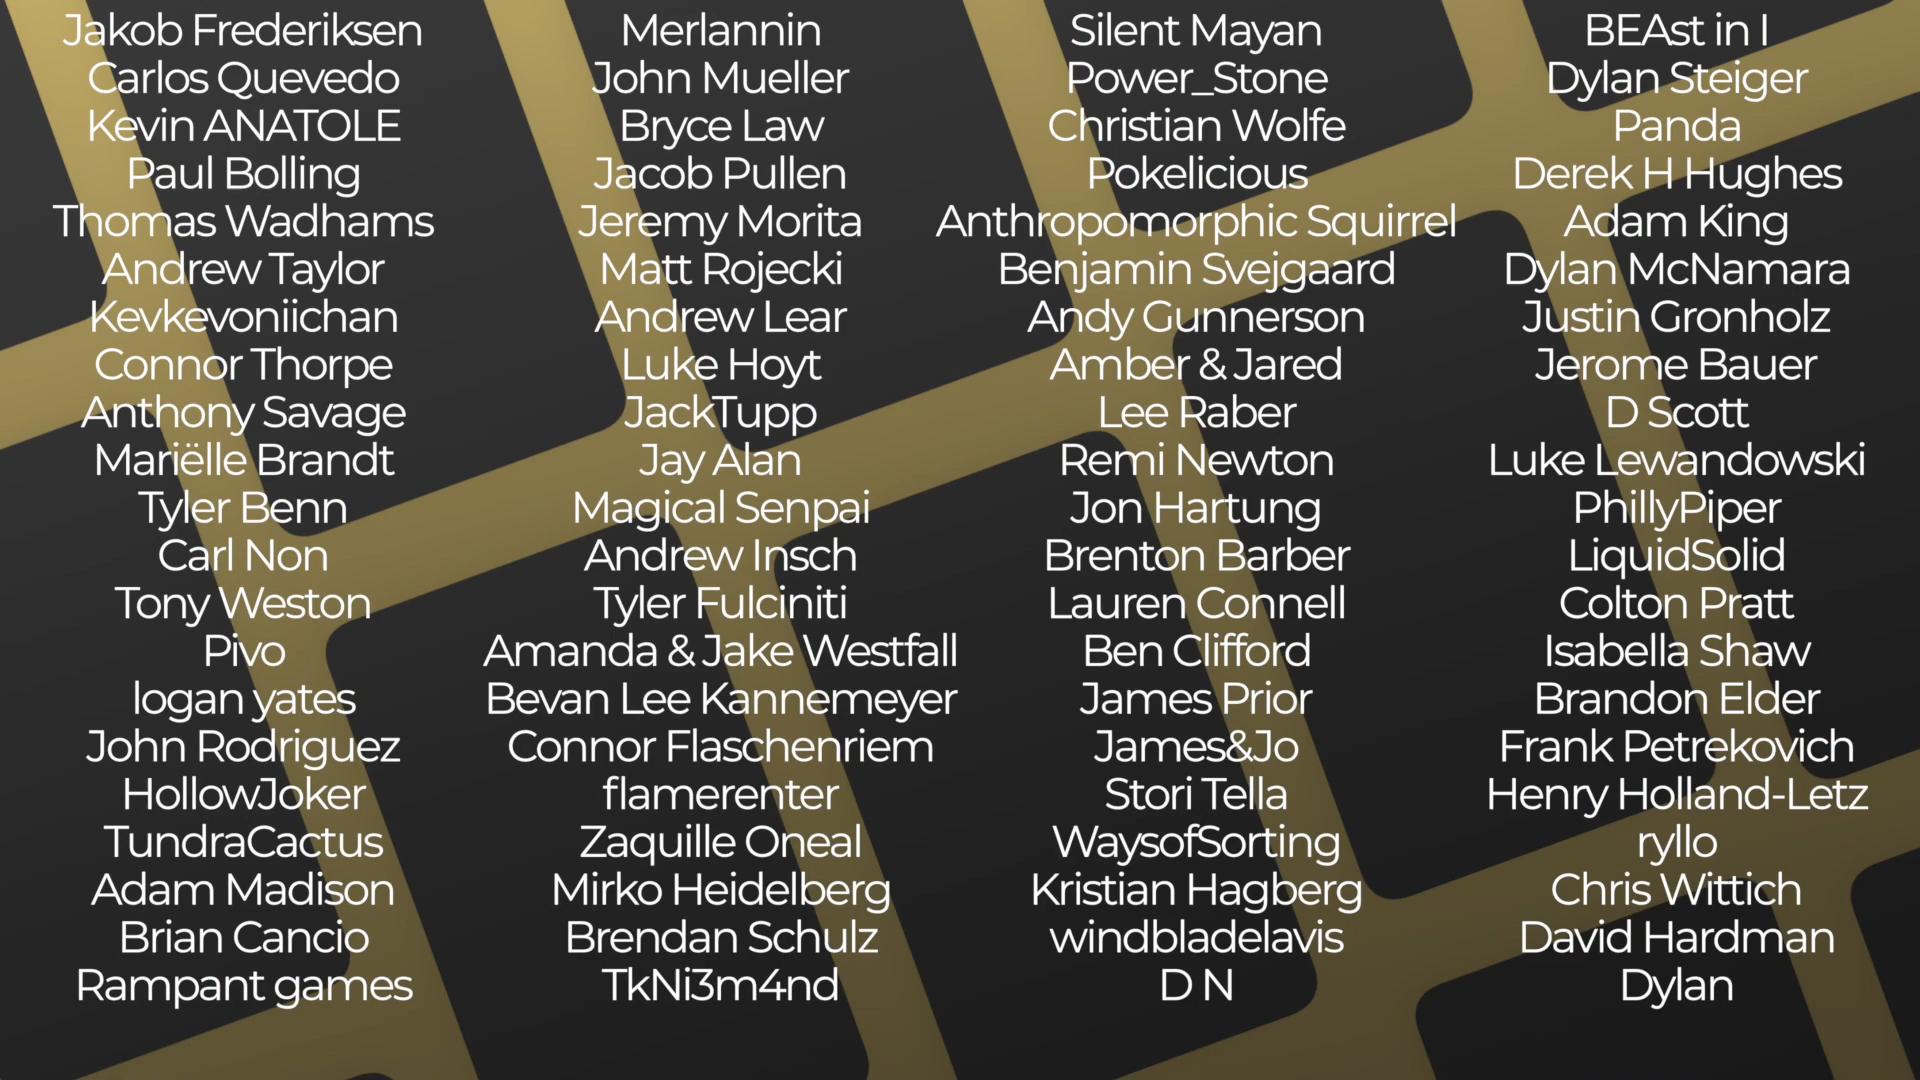 Jakob Frederiksen
Carlos Quevedo
Kevin ANATOLE
Paul Bolling
Thomas Wadhams
Andrew Taylor
Kevkevoniichan
Connor Thorpe
Anthony Savage
Mariëlle Brandt
Tyler Benn
Carl Non
Tony Weston
Pivo
logan yates
John Rodriguez
HollowJoker
TundraCactus
Adam Madison
Brian Cancio
Rampant games
Merlannin
John Mueller
Bryce Law
Jacob Pullen
Jeremy Morita
Matt Rojecki
Andrew Lear
Luke Hoyt
JackTupp
Jay Alan
Magical Senpai
Andrew Insch
Tyler Fulciniti
Amanda & Jake Westfall
Bevan Lee Kannemeyer
Connor Flaschenriem
flamerenter
Zaquille Oneal
Mirko Heidelberg
Brendan Schulz
TkNi3m4nd
Silent Mayan
Power_Stone
Christian Wolfe
Pokelicious
Anthropomorphic Squirrel
Benjamin Svejgaard
Andy Gunnerson
Amber & Jared
Lee Raber
Remi Newton
Jon Hartung
Brenton Barber
Lauren Connell
Ben Clifford
James Prior
James&Jo
Stori Tella
WaysofSorting
Kristian Hagberg
windbladelavis
D N
BEAst in I
Dylan Steiger
Panda
Derek H Hughes
Adam King
Dylan McNamara
Justin Gronholz
Jerome Bauer
D Scott
Luke Lewandowski
PhillyPiper
LiquidSolid
Colton Pratt
Isabella Shaw
Brandon Elder
Frank Petrekovich
Henry Holland-Letz
ryllo
Chris Wittich
David Hardman
Dylan